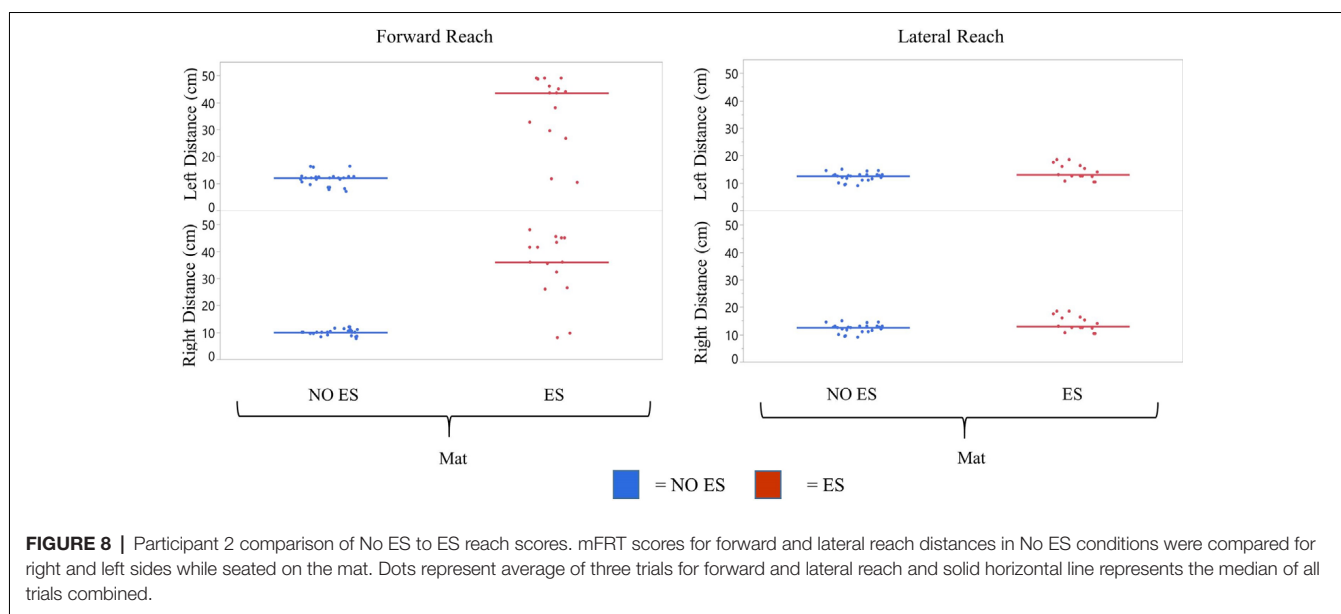 Forward Reach
Lateral Reach
Left Distance (cm)
50
40
30
20
10
0
Left Distance (cm)
50
40
30
20
10
0
Right Distance (cm)
50
40
30
20
10
0
Right Distance (cm)
50
40
30
20
10
0
NO ES
ES
NO ES
ES
Mat
Mat
= NO ES
= ES
FIGURE 8 | Participant 2 comparison of No ES to ES reach scores. mFRT scores for forward and lateral reach distances in No ES conditions were compared for
right and left sides while seated on the mat. Dots represent average of three trials for forward and lateral reach and solid horizontal line represents the median of all
trials combined.